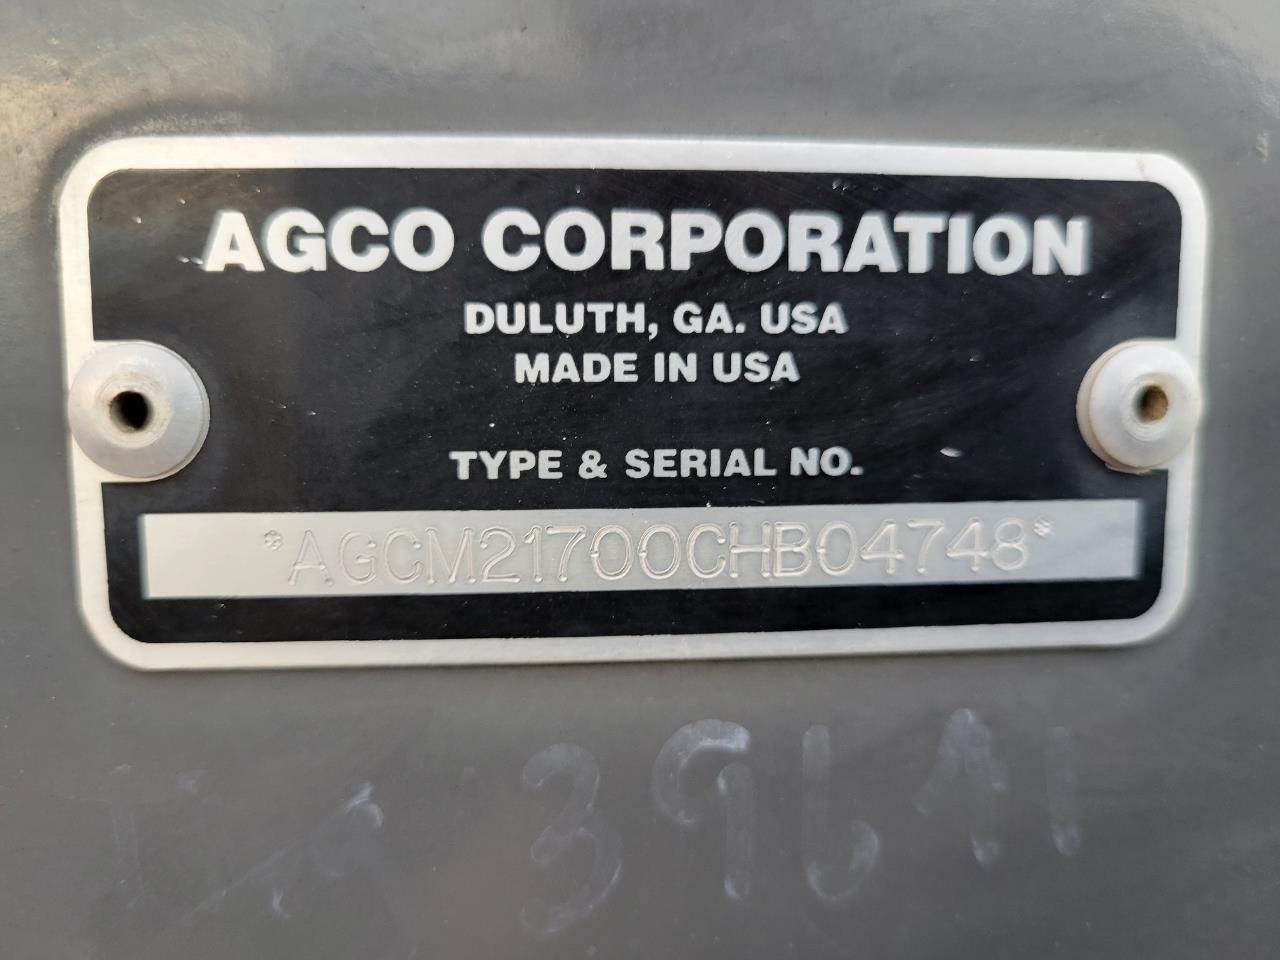 AGCO CORPORATION
DULUTH, GA. USA
MADE IN USA
TYPE & SERIAL NO.
*AGCM21700CHB04748*